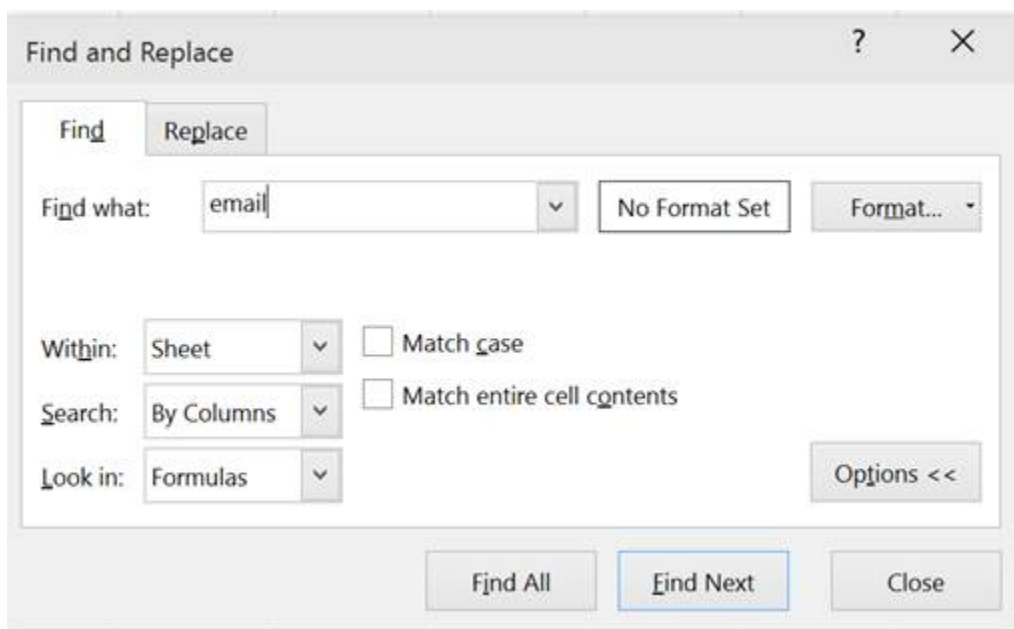 Find and Replace ?
Find Replace
Find what: email No Format Set Format...
Within: Sheet Match case
Match entire cell contents
Search: By Columns
Look in: Formulas
Options <<
Find All Find Next Close